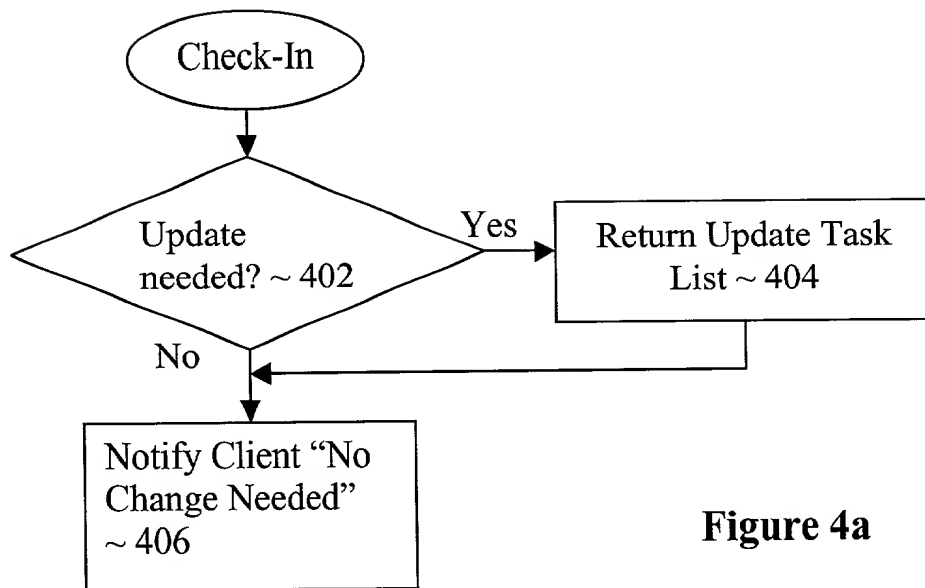 Check-In
Update
needed? ~ 402
Yes
Return Update Task
List ~ 404
No
Notify Client “No
Change Needed”
~ 406
Figure 4a